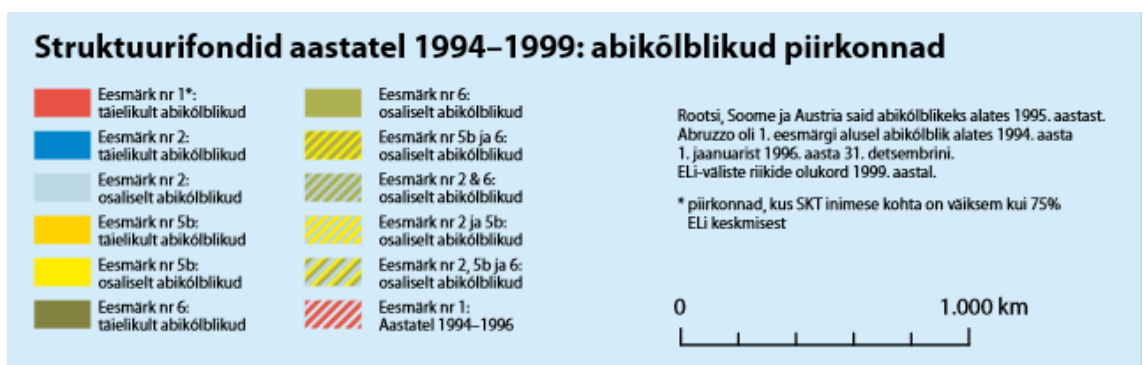 Struktuurifondid aastatel 1994–1999: abikõlblikud piirkonnad
Eesmärk nr 1*:
täielikult abikõlblikud
Eesmärk nr 2:
täielikult abikõlblikud
Eesmärk nr 2:
osaliselt abikõlblikud
Eesmärk nr 5b:
täielikult abikõlblikud
Eesmärk nr 5b:
osaliselt abikõlblikud
Eesmärk nr 6:
täielikult abikõlblikud
Eesmärk nr 6:
osaliselt abikõlblikud
Eesmärk nr 5b ja 6:
osaliselt abikõlblikud
Eesmärk nr 2 & 6:
osaliselt abikõlblikud
Eesmärk nr 2 ja 5b:
osaliselt abikõlblikud
Eesmärk nr 2, 5b ja 6:
osaliselt abikõlblikud
Eesmärk nr 1:
Aastatel 1994–1996
Rootsi, Soome ja Austria said abikõlblikeks alates 1995. aastast.
Abruzzo oli 1. eesmärgi alusel abikõlblik alates 1994. aasta
1. jaanuarist 1996. aasta 31. detsembrini.
ELi-väliste riikide olukord 1999. aastal.
* piirkonnad, kus SKT inimese kohta on väiksem kui 75%
ELi keskmisest
0 1.000 km